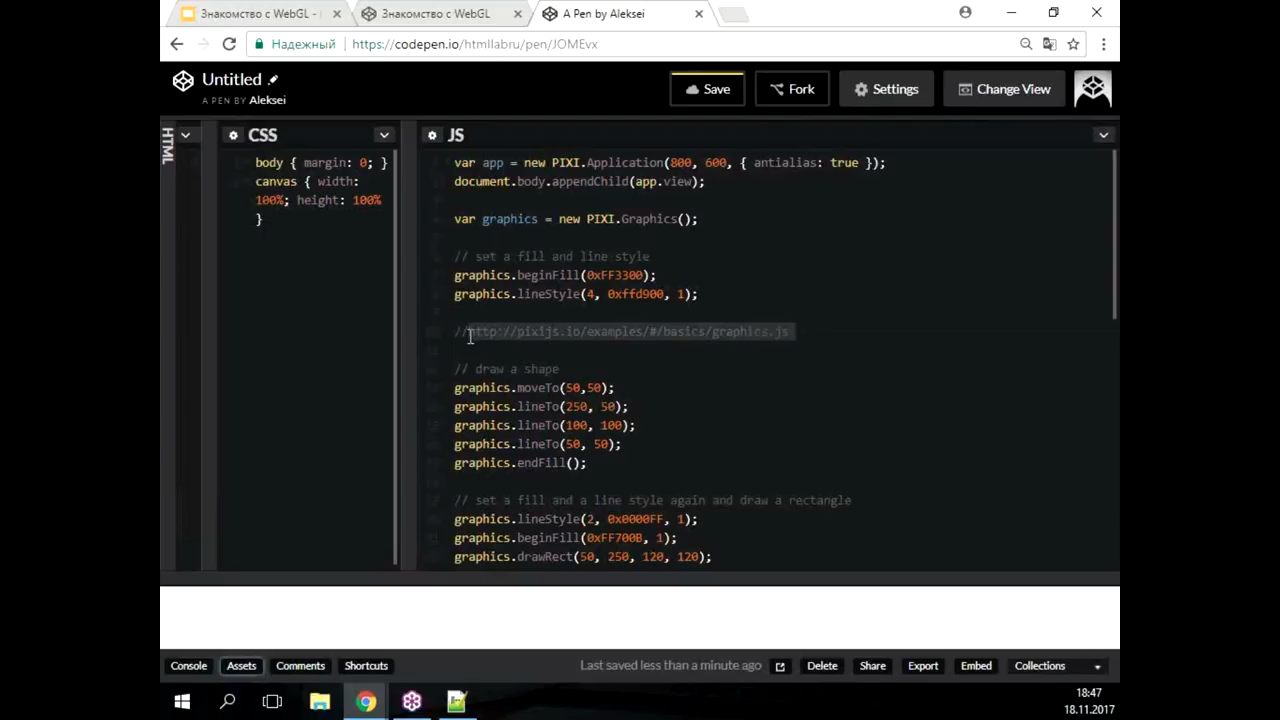 Знакомство с WebGL -
Знакомство с WebGL
A Pen by Aleksei
Надежный
https://codepen.io/htmllabru/pen/JOMEvx
Untitled
A PEN BY Aleksei
Save
Fork
Settings
Change View
HTML
CSS
JS
body { margin: 0; }
canvas { width:
100%; height: 100%
}
var app = new PIXI.Application(800, 600, { antialias: true });
document.body.appendChild(app.view);
var graphics = new PIXI.Graphics();
// set a fill and line style
graphics.beginFill(0xFF3300);
graphics.lineStyle(4, 0xffd900, 1);
//http://pixijs.io/examples/#/basics/graphics.js
// draw a shape
graphics.moveTo(50,50);
graphics.lineTo(250, 50);
graphics.lineTo(100, 100);
graphics.lineTo(50, 50);
graphics.endFill();
// set a fill and a line style again and draw a rectangle
graphics.lineStyle(2, 0x0000FF, 1);
graphics.beginFill(0xFF700B, 1);
graphics.drawRect(50, 250, 120, 120);
Console
Assets
Comments
Shortcuts
Last saved less than a minute ago
Delete
Share
Export
Embed
Collections
18:47
18.11.2017